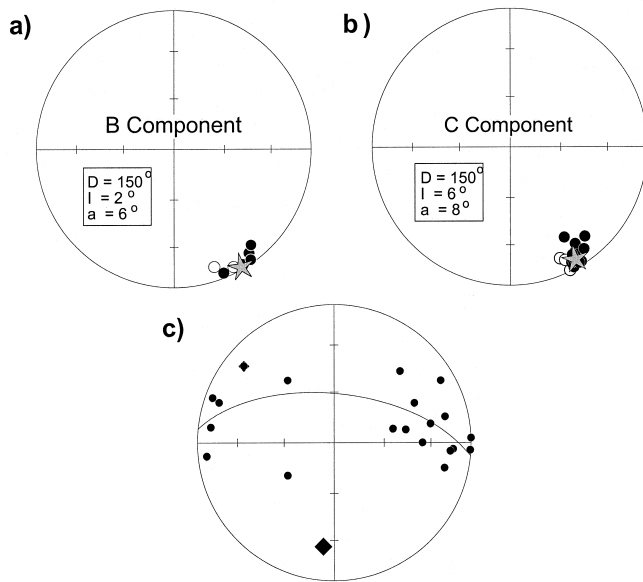 a)
B Component
D = 150°
I = 2°
a = 6°
b)
C Component
D = 150°
I = 6°
a = 8°
c)